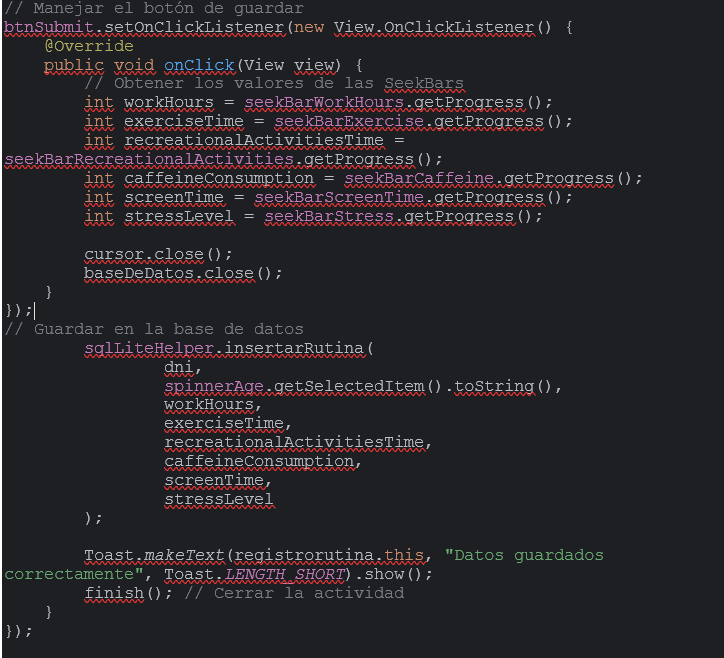 // Manejar el botón de guardar
btnSubmit.setOnClickListener(new View.OnClickListener() {
    @Override
    public void onClick(View view) {
        // Obtener los valores de las SeekBars
        int workHours = seekBarWorkHours.getProgress();
        int exerciseTime = seekBarExercise.getProgress();
        int recreationalActivitiesTime =
seekBarRecreationalActivities.getProgress();
        int caffeineConsumption = seekBarCaffeine.getProgress();
        int screenTime = seekBarScreenTime.getProgress();
        int stressLevel = seekBarStress.getProgress();

        cursor.close();
        baseDeDatos.close();
    }
});
// Guardar en la base de datos
        sqlLiteHelper.insertarRutina(
                dni,
                spinnerAge.getSelectedItem().toString(),
                workHours,
                exerciseTime,
                recreationalActivitiesTime,
                caffeineConsumption,
                screenTime,
                stressLevel
        );

        Toast.makeText(registrorutina.this, "Datos guardados
correctamente", Toast.LENGTH_SHORT).show();
        finish(); // Cerrar la actividad
    }
});